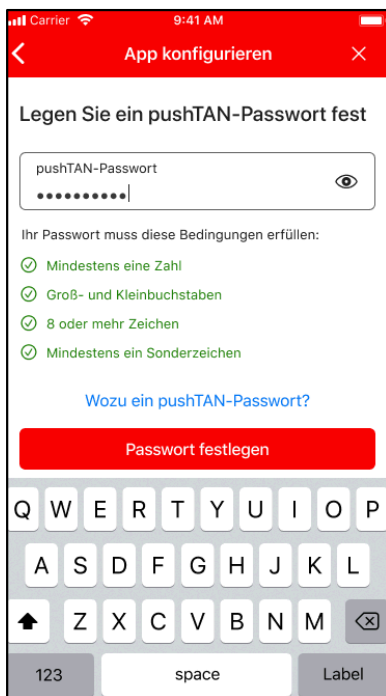 Carrier 9:41 AM
App konfigurieren
Legen Sie ein pushTAN-Passwort fest
pushTAN-Passwort
••••••••••
Ihr Passwort muss diese Bedingungen erfüllen:
Mindestens eine Zahl
Groß- und Kleinbuchstaben
8 oder mehr Zeichen
Mindestens ein Sonderzeichen
Wozu ein pushTAN-Passwort?
Passwort festlegen
Q W E R T Y U I O P
A S D F G H J K L
Z X C V B N M
123 space Label